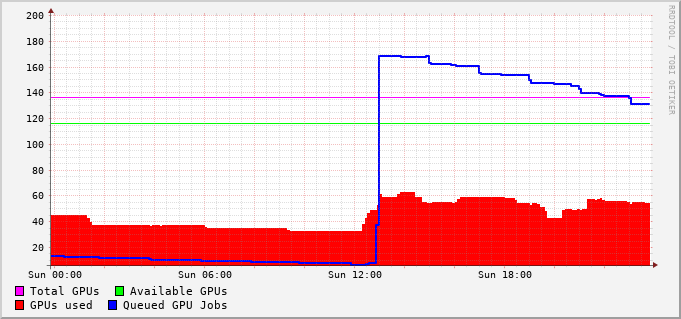 200
180
160
140
120
100
80
60
40
20
Sun 00:00 Sun 06:00 Sun 12:00 Sun 18:00
Total GPUs Available GPUs
GPUs used Queued GPU Jobs
RRDTOOL / TOBI OETIKER